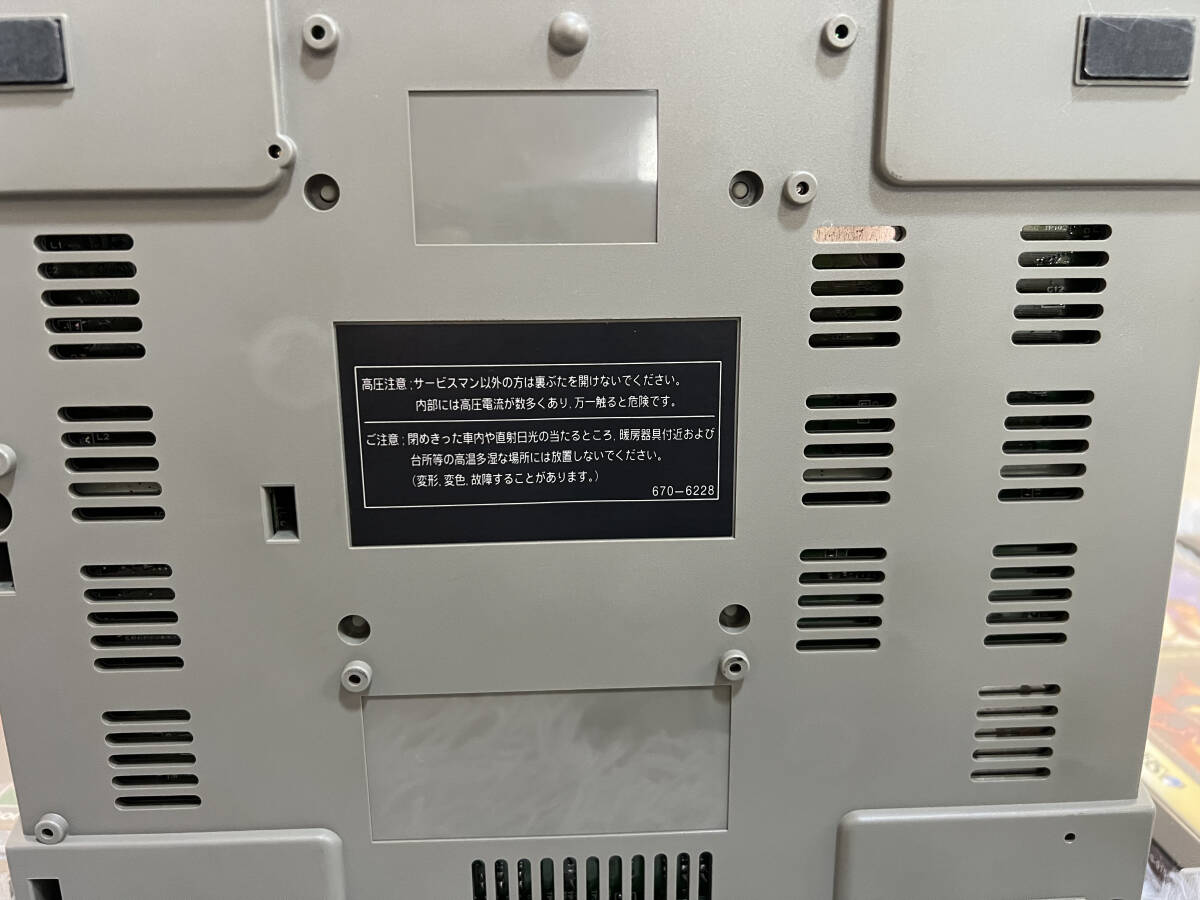 高圧注意;サービスマン以外の方は裏ぶたを開けないでください。
内部には高圧電流が数多くあり、万一触ると危険です。
ご注意;閉めきった車内や直射日光の当たるところ、暖房器具付近および
台所等の高温多湿な場所には放置しないでください。
(変形、変色、故障することがあります。)
670-6228
L1
L2
C12